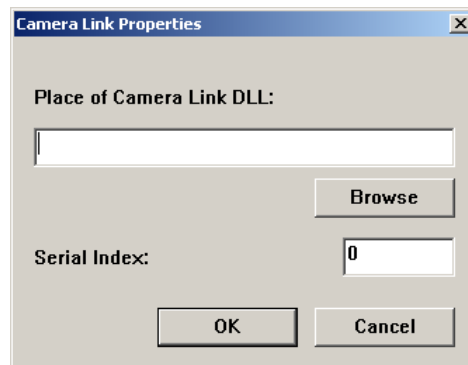 Camera Link Properties
Place of Camera Link DLL:
Browse
Serial Index:
0
OK
Cancel